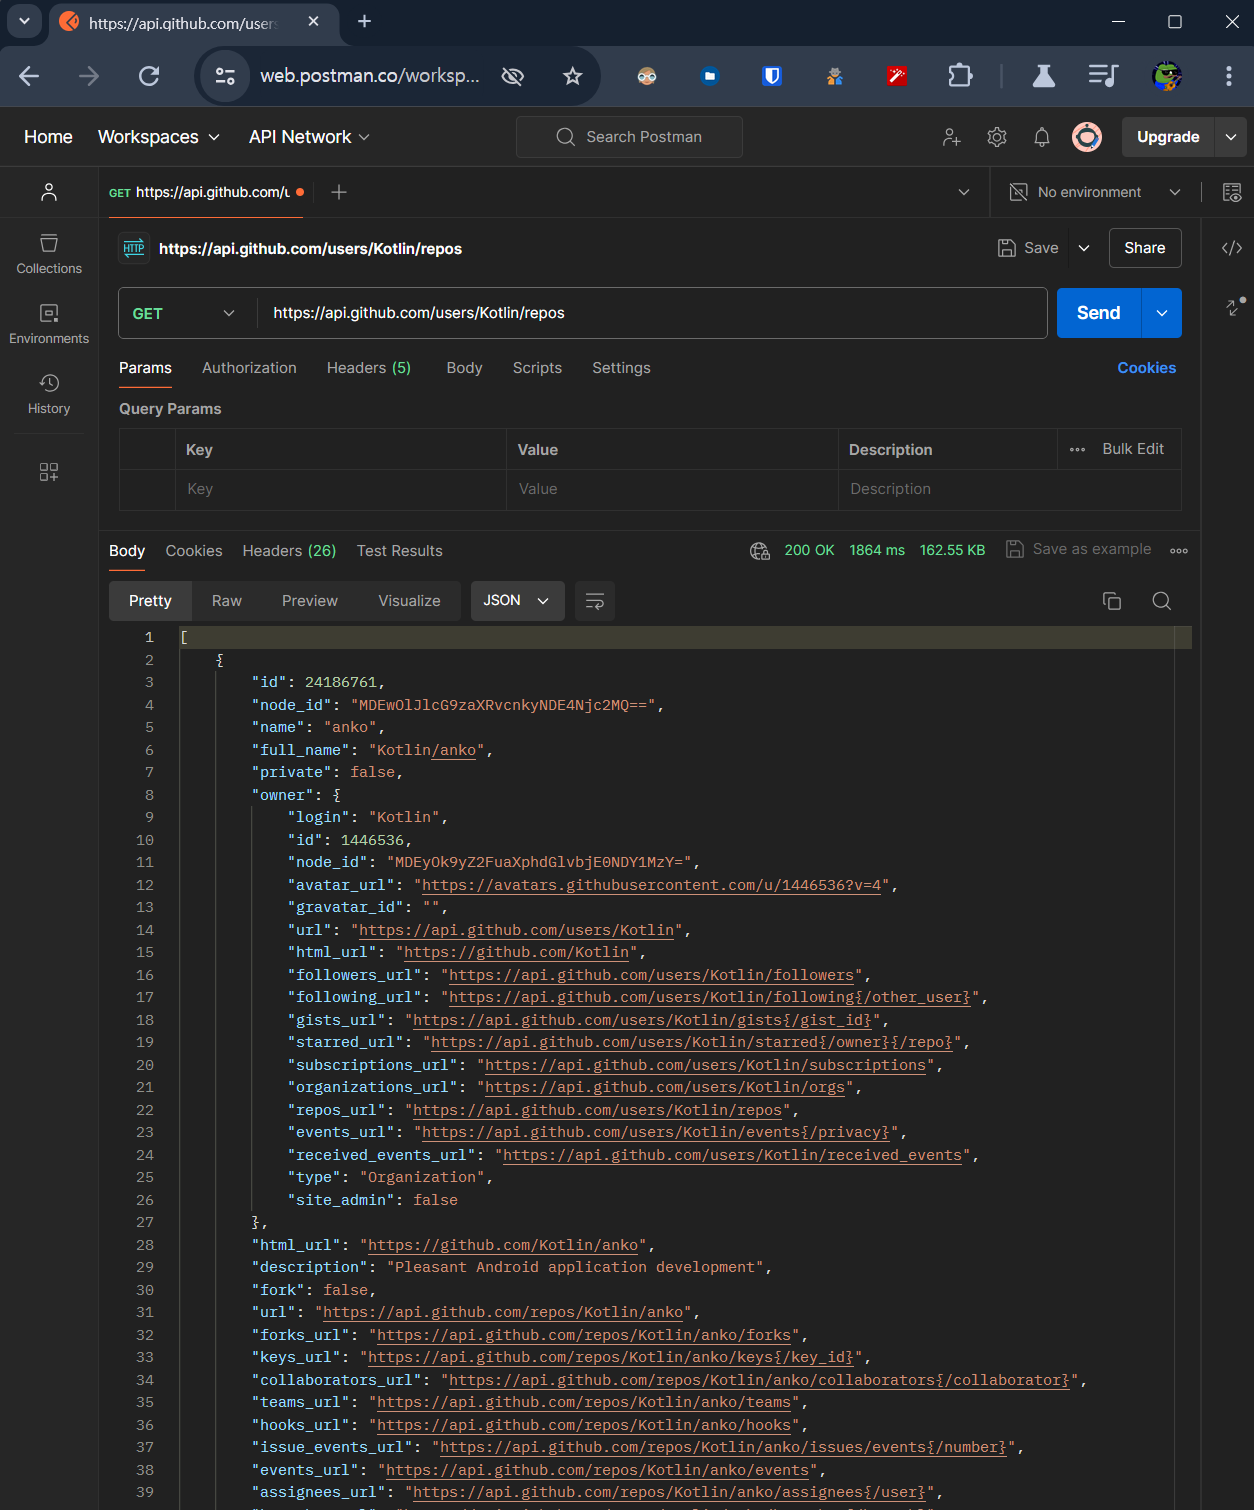 https://api.github.com/users
web.postman.co/worksp...
Home
Workspaces
API Network
Search Postman
Upgrade
GET https://api.github.com/u
No environment
Collections
Environments
History
HTTP
https://api.github.com/users/Kotlin/repos
Save
Share
GET
https://api.github.com/users/Kotlin/repos
Send
Params
Authorization
Headers (5)
Body
Scripts
Settings
Cookies
Query Params
Key
Value
Description
Bulk Edit
Key
Value
Description
Body
Cookies
Headers (26)
Test Results
200 OK
1864 ms
162.55 KB
Save as example
Pretty
Raw
Preview
Visualize
JSON
1 [
2 {
3 "id": 24186761,
4 "node_id": "MDEwOlJlcG9zaXRvcnkyNDE4Njc2MQ==",
5 "name": "anko",
6 "full_name": "Kotlin/anko",
7 "private": false,
8 "owner": {
9 "login": "Kotlin",
10 "id": 1446536,
11 "node_id": "MDEyOk9yZ2FuaXphdGlvbjE0NDY1MzY=",
12 "avatar_url": "https://avatars.githubusercontent.com/u/1446536?v=4",
13 "gravatar_id": "",
14 "url": "https://api.github.com/users/Kotlin",
15 "html_url": "https://github.com/Kotlin",
16 "followers_url": "https://api.github.com/users/Kotlin/followers",
17 "following_url": "https://api.github.com/users/Kotlin/following{/other_user}",
18 "gists_url": "https://api.github.com/users/Kotlin/gists{/gist_id}",
19 "starred_url": "https://api.github.com/users/Kotlin/starred{/owner}{/repo}",
20 "subscriptions_url": "https://api.github.com/users/Kotlin/subscriptions",
21 "organizations_url": "https://api.github.com/users/Kotlin/orgs",
22 "repos_url": "https://api.github.com/users/Kotlin/repos",
23 "events_url": "https://api.github.com/users/Kotlin/events{/privacy}",
24 "received_events_url": "https://api.github.com/users/Kotlin/received_events",
25 "type": "Organization",
26 "site_admin": false
27 },
28 "html_url": "https://github.com/Kotlin/anko",
29 "description": "Pleasant Android application development",
30 "fork": false,
31 "url": "https://api.github.com/repos/Kotlin/anko",
32 "forks_url": "https://api.github.com/repos/Kotlin/anko/forks",
33 "keys_url": "https://api.github.com/repos/Kotlin/anko/keys{/key_id}",
34 "collaborators_url": "https://api.github.com/repos/Kotlin/anko/collaborators{/collaborator}",
35 "teams_url": "https://api.github.com/repos/Kotlin/anko/teams",
36 "hooks_url": "https://api.github.com/repos/Kotlin/anko/hooks",
37 "issue_events_url": "https://api.github.com/repos/Kotlin/anko/issues/events{/number}",
38 "events_url": "https://api.github.com/repos/Kotlin/anko/events",
39 "assignees_url": "https://api.github.com/repos/Kotlin/anko/assignees{/user}",